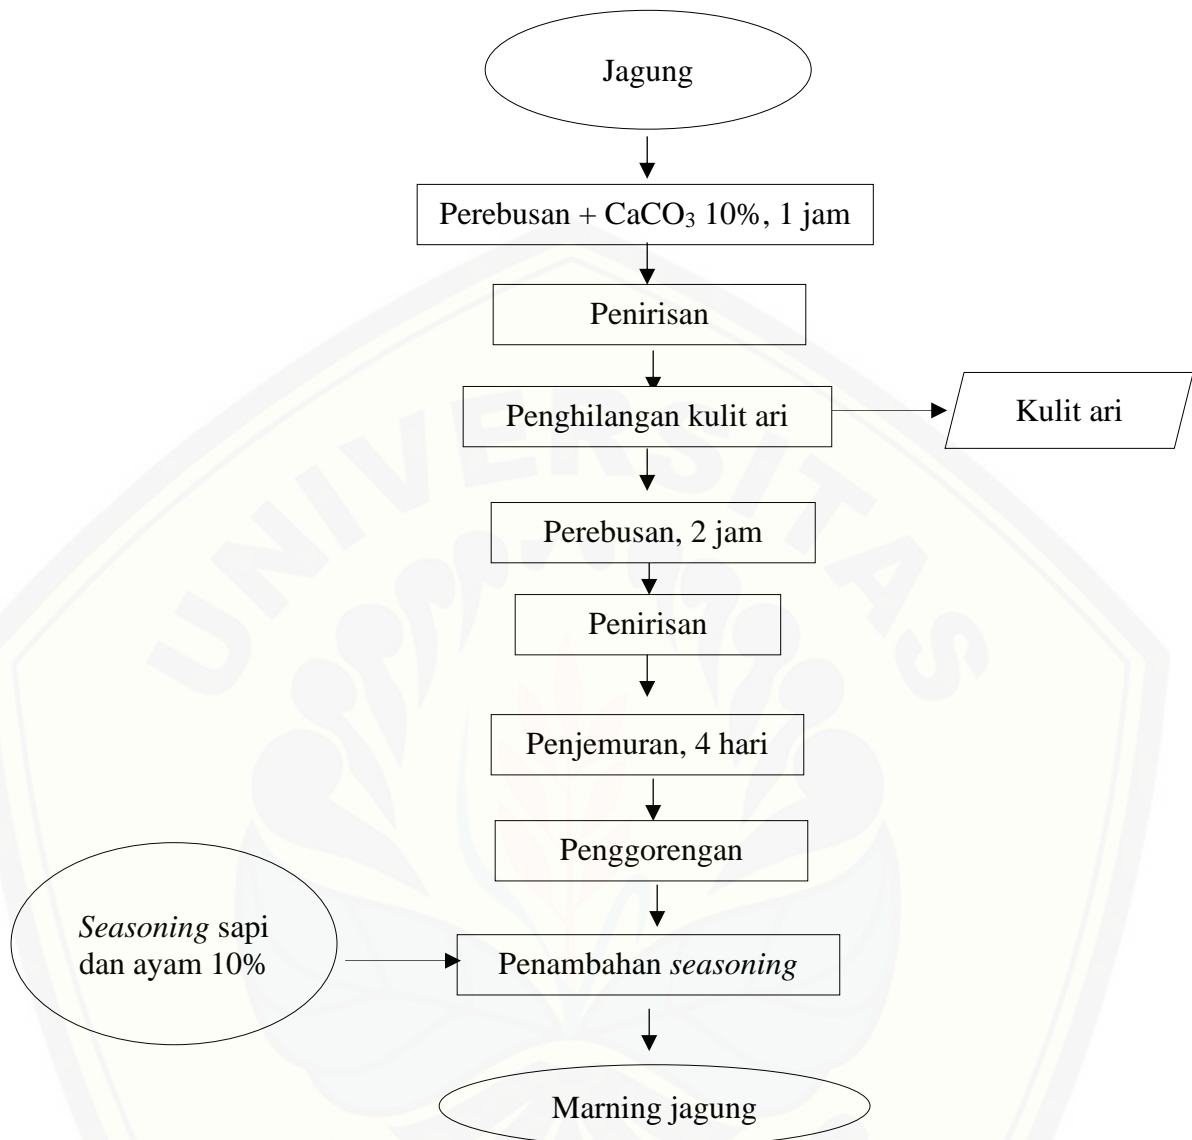 Jagung
Perebusan + CaCO₃ 10%, 1 jam
Penirisan
Penghilangan kulit ari
Kulit ari
Perebusan, 2 jam
Penirisan
Penjemuran, 4 hari
Penggorengan
Seasoning sapi
dan ayam 10%
Penambahan seasoning
Marning jagung
UNIVERSITAS